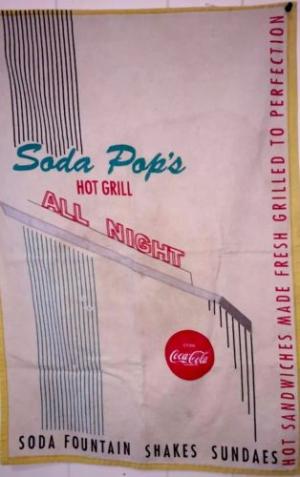 Soda Pop's
HOT GRILL
ALL NIGHT
Coca-Cola
SODA FOUNTAIN SHAKES SUNDAES
HOT SANDWICHES MADE FRESH GRILLED TO PERFECTION